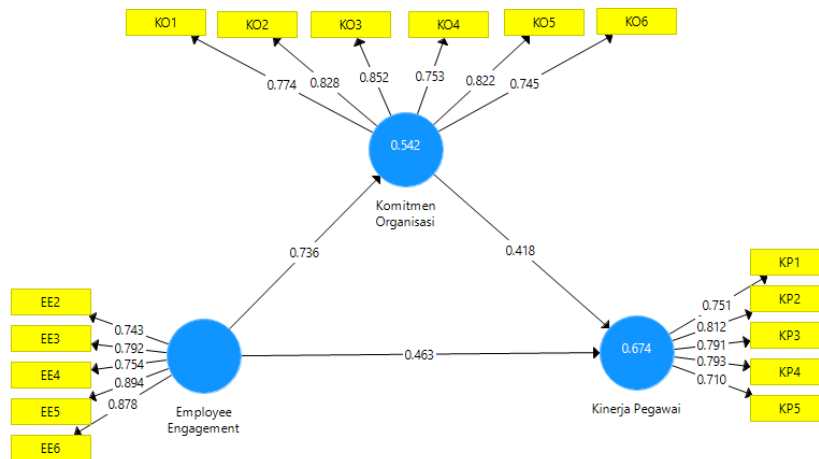 KO1 KO2 KO3 KO4 KO5 KO6
0.774 0.828 0.852 0.753 0.822 0.745
0.542
Komitmen
Organisasi
0.736
0.418
EE2
EE3
EE4
EE5
EE6
0.743
0.792
0.754
0.894
0.878
Employee
Engagement
0.463
0.674
Kinerja Pegawai
0.751
0.812
0.791
0.793
0.710
KP1
KP2
KP3
KP4
KP5